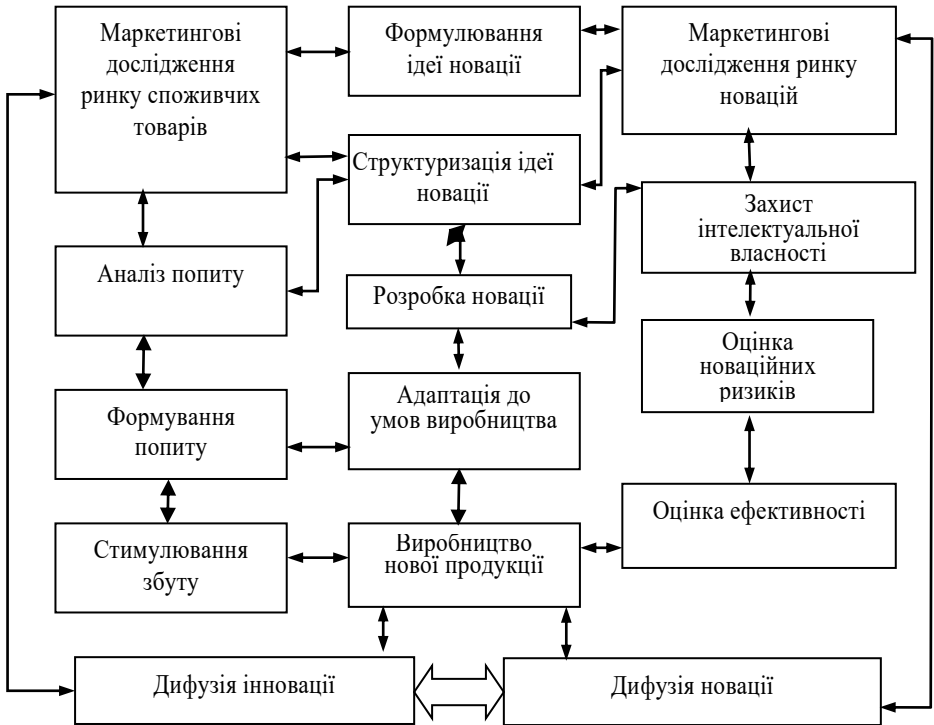 Маркетингові
дослідження
ринку споживчих
товарів
Формулювання
ідеї новації
Маркетингові
дослідження ринку
новацій
Структуризація ідеї
новації
Захист
інтелектуальної
власності
Аналіз попиту
Розробка новації
Оцінка
новаційних
ризиків
Адаптація до
умов виробництва
Формування
попиту
Оцінка ефективності
Стимулювання
збуту
Виробництво
нової продукції
Дифузія інновації
Дифузія новації